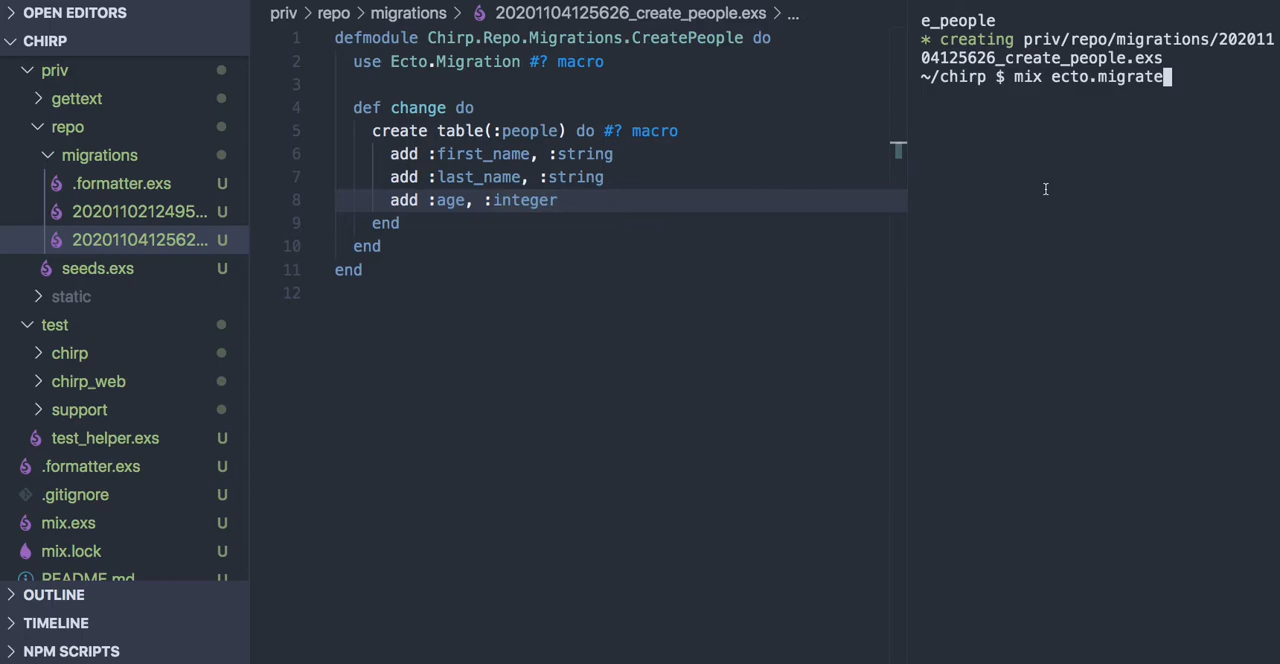 OPEN EDITORS
CHIRP
priv
gettext
repo
migrations
.formatter.exs U
2020110212495... U
2020110412562... U
seeds.exs U
static
test
chirp
chirp_web
support
test_helper.exs U
.formatter.exs U
.gitignore U
mix.exs U
mix.lock U
README.md U
OUTLINE
TIMELINE
NPM SCRIPTS
priv > repo > migrations > 20201104125626_create_people.exs > ...
1 defmodule Chirp.Repo.Migrations.CreatePeople do
2 use Ecto.Migration #? macro
3
4 def change do
5 create table(:people) do #? macro
6 add :first_name, :string
7 add :last_name, :string
8 add :age, :integer
9 end
10 end
11 end
12
e_people
* creating priv/repo/migrations/202011
04125626_create_people.exs
~/chirp $ mix ecto.migrate